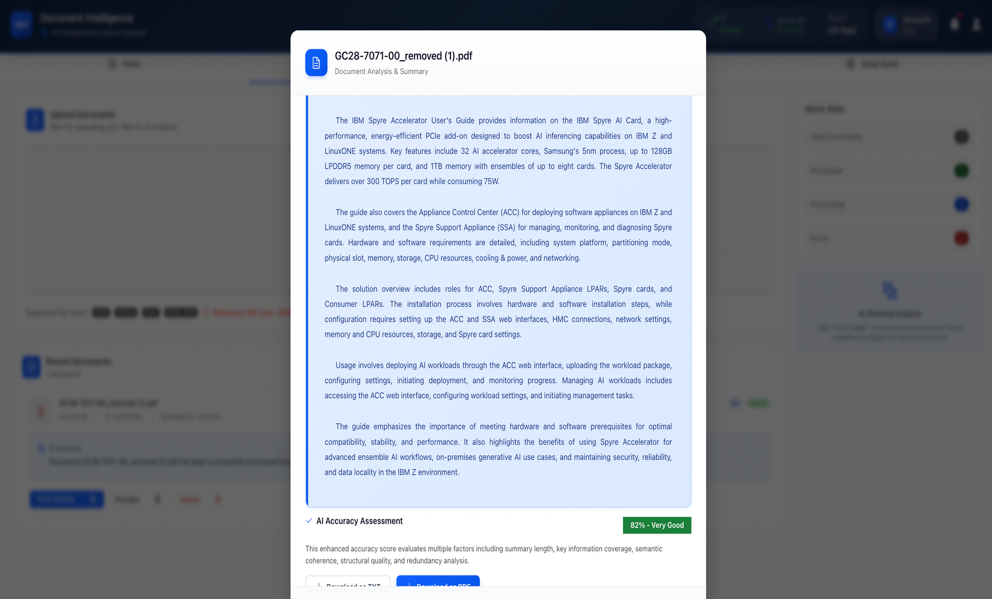 Document Intelligence
GC28-7071-00_removed (1).pdf
Document Analysis & Summary
Home
Upload Documents
Quick Stats
The IBM Spyre Accelerator User's Guide provides information on the IBM Spyre AI Card, a high-
performance, energy-efficient PCIe add-on designed to boost AI inferencing capabilities on IBM Z and
LinuxONE systems. Key features include 32 AI accelerator cores, Samsung's 5nm process, up to 128GB
LPDDR5 memory per card, and 1TB memory with ensembles of up to eight cards. The Spyre Accelerator
delivers over 300 TOPS per card while consuming 75W.
The guide also covers the Appliance Control Center (ACC) for deploying software appliances on IBM Z and
LinuxONE systems, and the Spyre Support Appliance (SSA) for managing, monitoring, and diagnosing Spyre
cards. Hardware and software requirements are detailed, including system platform, partitioning mode,
physical slot, memory, storage, CPU resources, cooling & power, and networking.
The solution overview includes roles for ACC, Spyre Support Appliance LPARs, Spyre cards, and
Consumer LPARs. The installation process involves hardware and software installation steps, while
configuration requires setting up the ACC and SSA web interfaces, HMC connections, network settings,
memory and CPU resources, storage, and Spyre card settings.
Usage involves deploying AI workloads through the ACC web interface, uploading the workload package,
configuring settings, initiating deployment, and monitoring progress. Managing AI workloads includes
accessing the ACC web interface, configuring workload settings, and initiating management tasks.
The guide emphasizes the importance of meeting hardware and software prerequisites for optimal
compatibility, stability, and performance. It also highlights the benefits of using Spyre Accelerator for
advanced ensemble AI workflows, on-premises generative AI use cases, and maintaining security, reliability,
and data locality in the IBM Z environment.
Recent Documents
AI Accuracy Assessment
82% - Very Good
This enhanced accuracy score evaluates multiple factors including summary length, key information coverage, semantic
coherence, structural quality, and redundancy analysis.
Download as TXT
Download as PDF